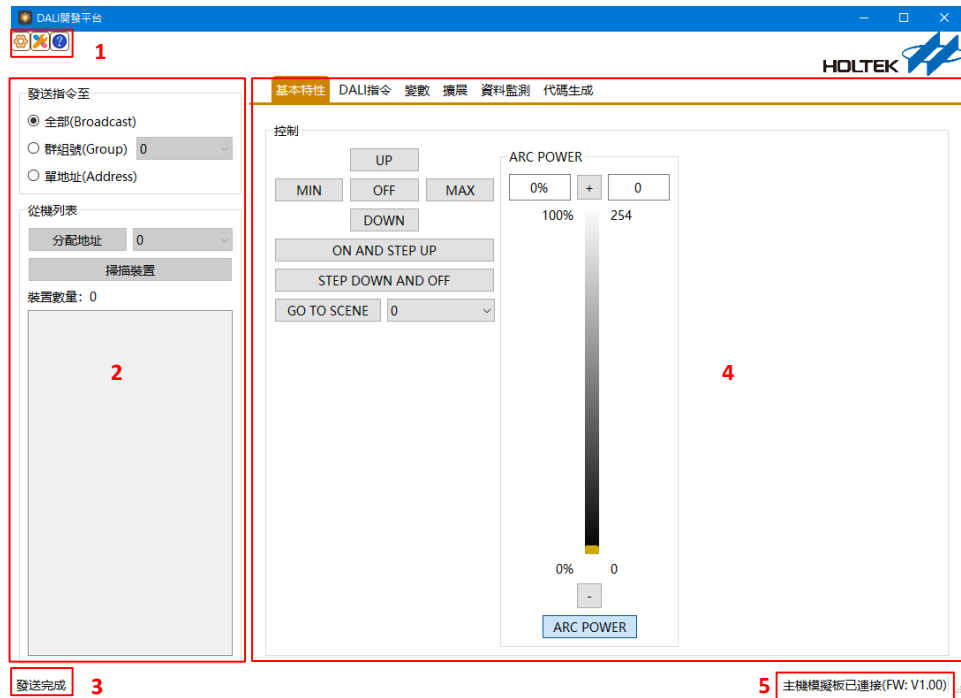 DALI開發平台
1
HOLTEK
發送指令至
全部(Broadcast)
群組號(Group) 0
單地址(Address)
從機列表
分配地址 0
掃描裝置
裝置數量: 0
2
基本特性 DALI指令 變數 擴展 資料監測 代碼生成
控制
UP
MIN OFF MAX
DOWN
ON AND STEP UP
STEP DOWN AND OFF
GO TO SCENE 0
ARC POWER
0% + 0
100% 254
0% 0
-
ARC POWER
4
發送完成 3
5 主機模擬板已連接(FW: V1.00)